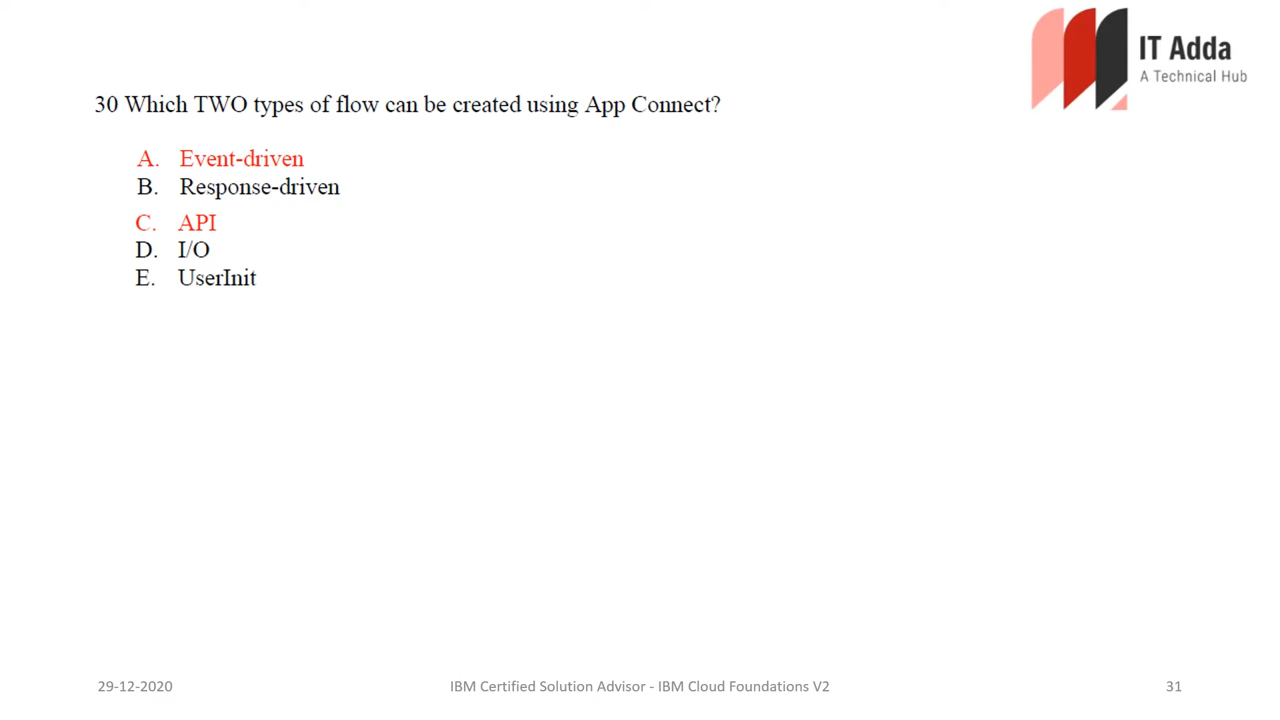 IT Adda
A Technical Hub
30 Which TWO types of flow can be created using App Connect?
A. Event-driven
B. Response-driven
C. API
D. I/O
E. UserInit
29-12-2020
IBM Certified Solution Advisor - IBM Cloud Foundations V2
31